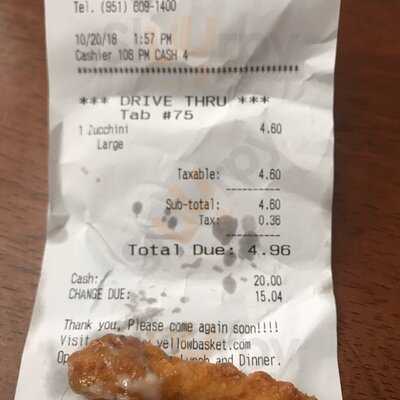 Tel. (951) 609-1400
10/20/18 1:57 PM
Cashier 108 PM CASH 4
*** DRIVE THRU ***
Tab #75
1 Zucchini 4.60
Large
Taxable: 4.60
Sub-total: 4.60
Tax: 0.36
Total Due: 4.96
Cash: 20.00
CHANGE DUE: 15.04
Thank you, Please come again soon!!!!
Visit yellowbasket.com
Lunch and Dinner.